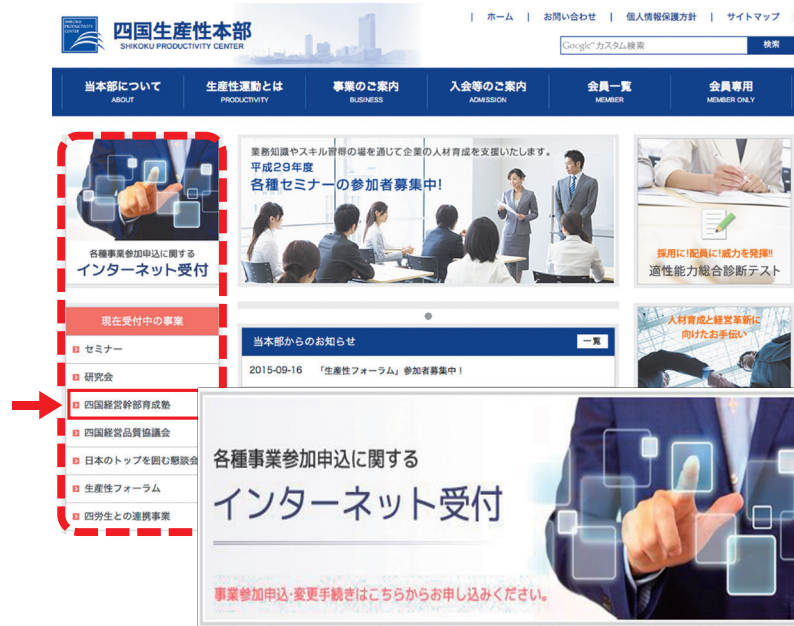 四国生産性本部
SHIKOKU PRODUCTIVITY CENTER
SHIKOKU
PRODUCTIVITY
CENTER
| ホーム | お問い合わせ | 個人情報保護方針 | サイトマップ
Google™ カスタム検索
検索
当本部について
ABOUT
生産性運動とは
PRODUCTIVITY
事業のご案内
BUSINESS
入会等のご案内
ADMISSION
会員一覧
MEMBER
会員専用
MEMBER ONLY
各種事業参加申込に関する
インターネット受付
業務知識やスキル習得の場を通じて企業の人材育成を支援いたします。
平成29年度
各種セミナーの参加者募集中!
採用に!配員に!威力を発揮!!
適性能力総合診断テスト
現在受付中の事業
セミナー
研究会
四国経営幹部育成塾
四国経営品質協議会
日本のトップを囲む懇談会
生産性フォーラム
四労生との連携事業
当本部からのお知らせ
一覧
2015-09-16 「生産性フォーラム」参加者募集中!
人材育成と経営革新に
向けたお手伝い
各種事業参加申込に関する
インターネット受付
事業参加申込・変更手続きはこちらからお申し込みください。